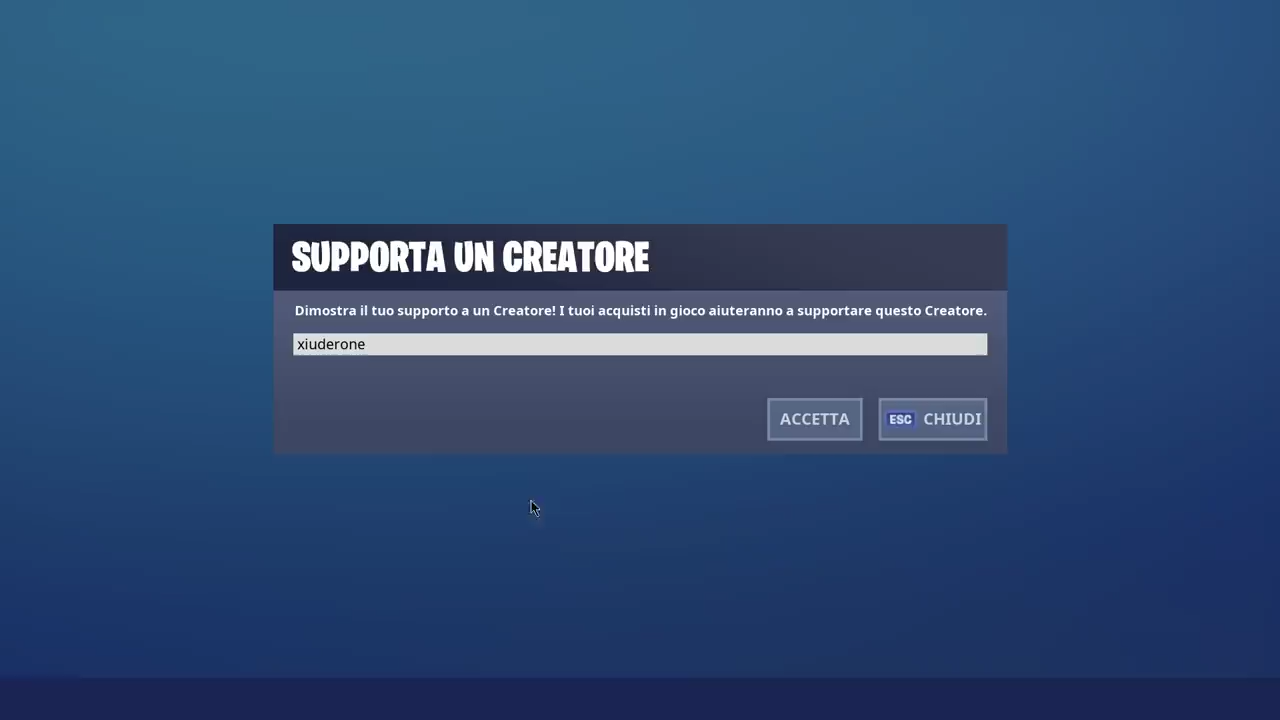 SUPPORTA UN CREATORE
Dimostra il tuo supporto a un Creatore! I tuoi acquisti in gioco aiuteranno a supportare questo Creatore.
xiuderone
ACCETTA
ESC CHIUDI